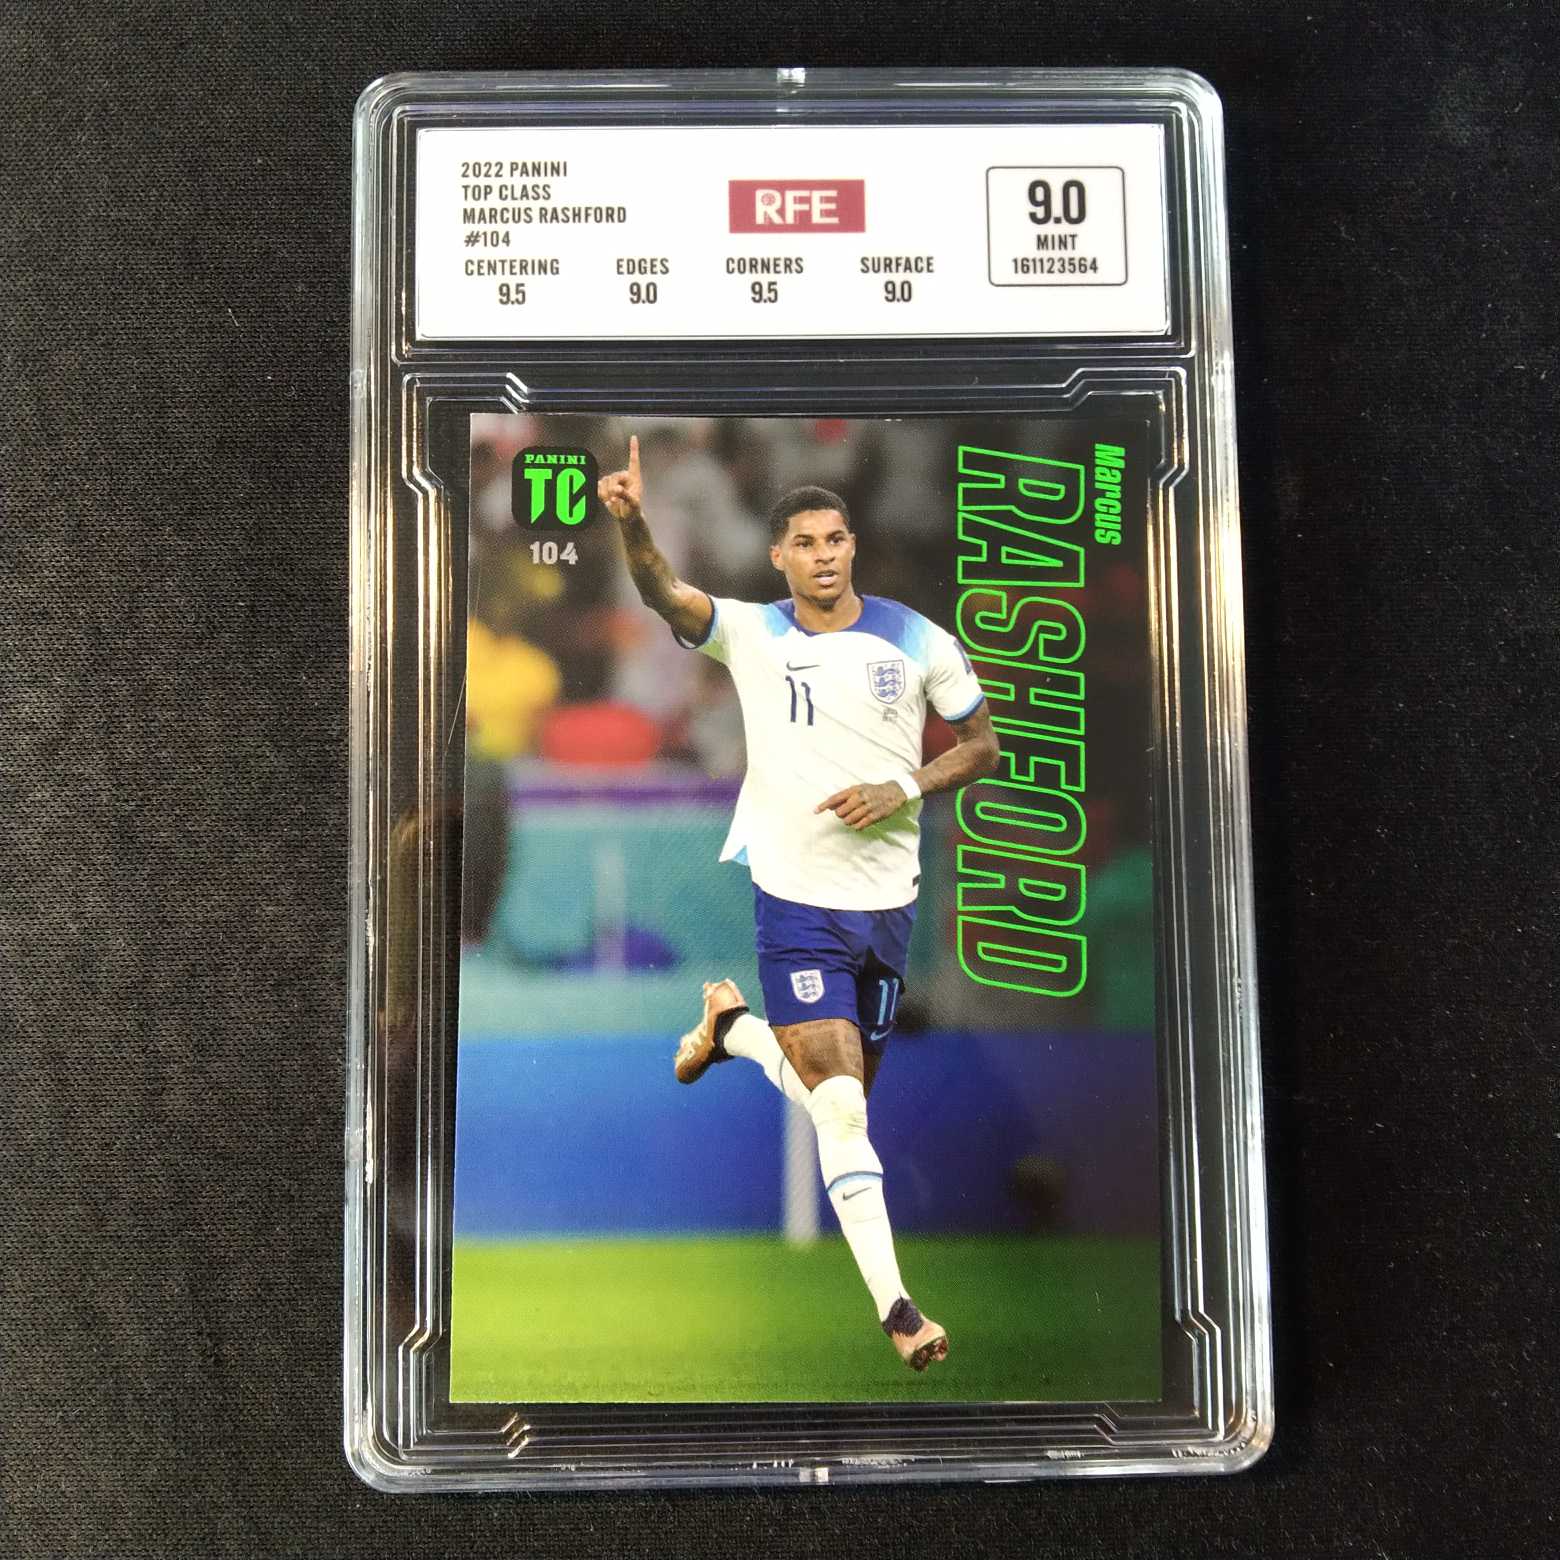 2022 PANINI
TOP CLASS
MARCUS RASHFORD
#104
RFE
9.0
MINT
161123564
CENTERING
9.5
EDGES
9.0
CORNERS
9.5
SURFACE
9.0
PANINI
TC
104
Marcus
RASHFORD
11
11